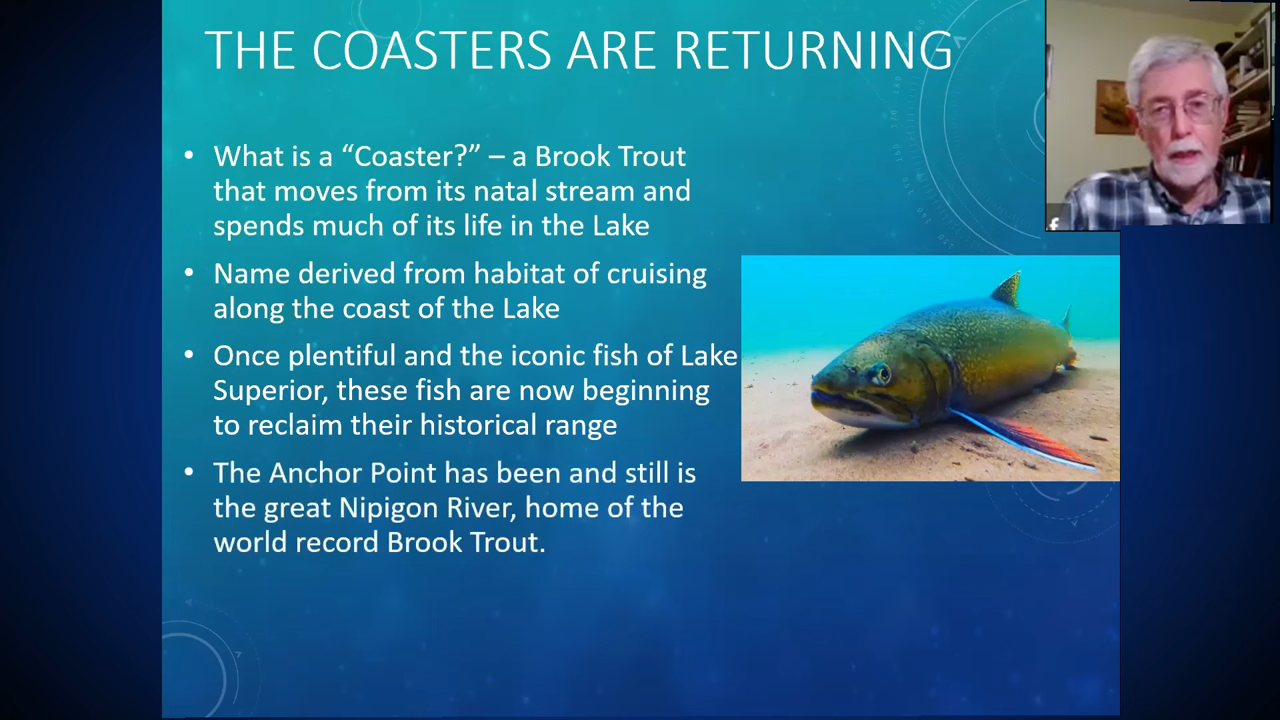 THE COASTERS ARE RETURNING
• What is a “Coaster?” – a Brook Trout
that moves from its natal stream and
spends much of its life in the Lake
• Name derived from habitat of cruising
along the coast of the Lake
• Once plentiful and the iconic fish of Lake
Superior, these fish are now beginning
to reclaim their historical range
• The Anchor Point has been and still is
the great Nipigon River, home of the
world record Brook Trout.